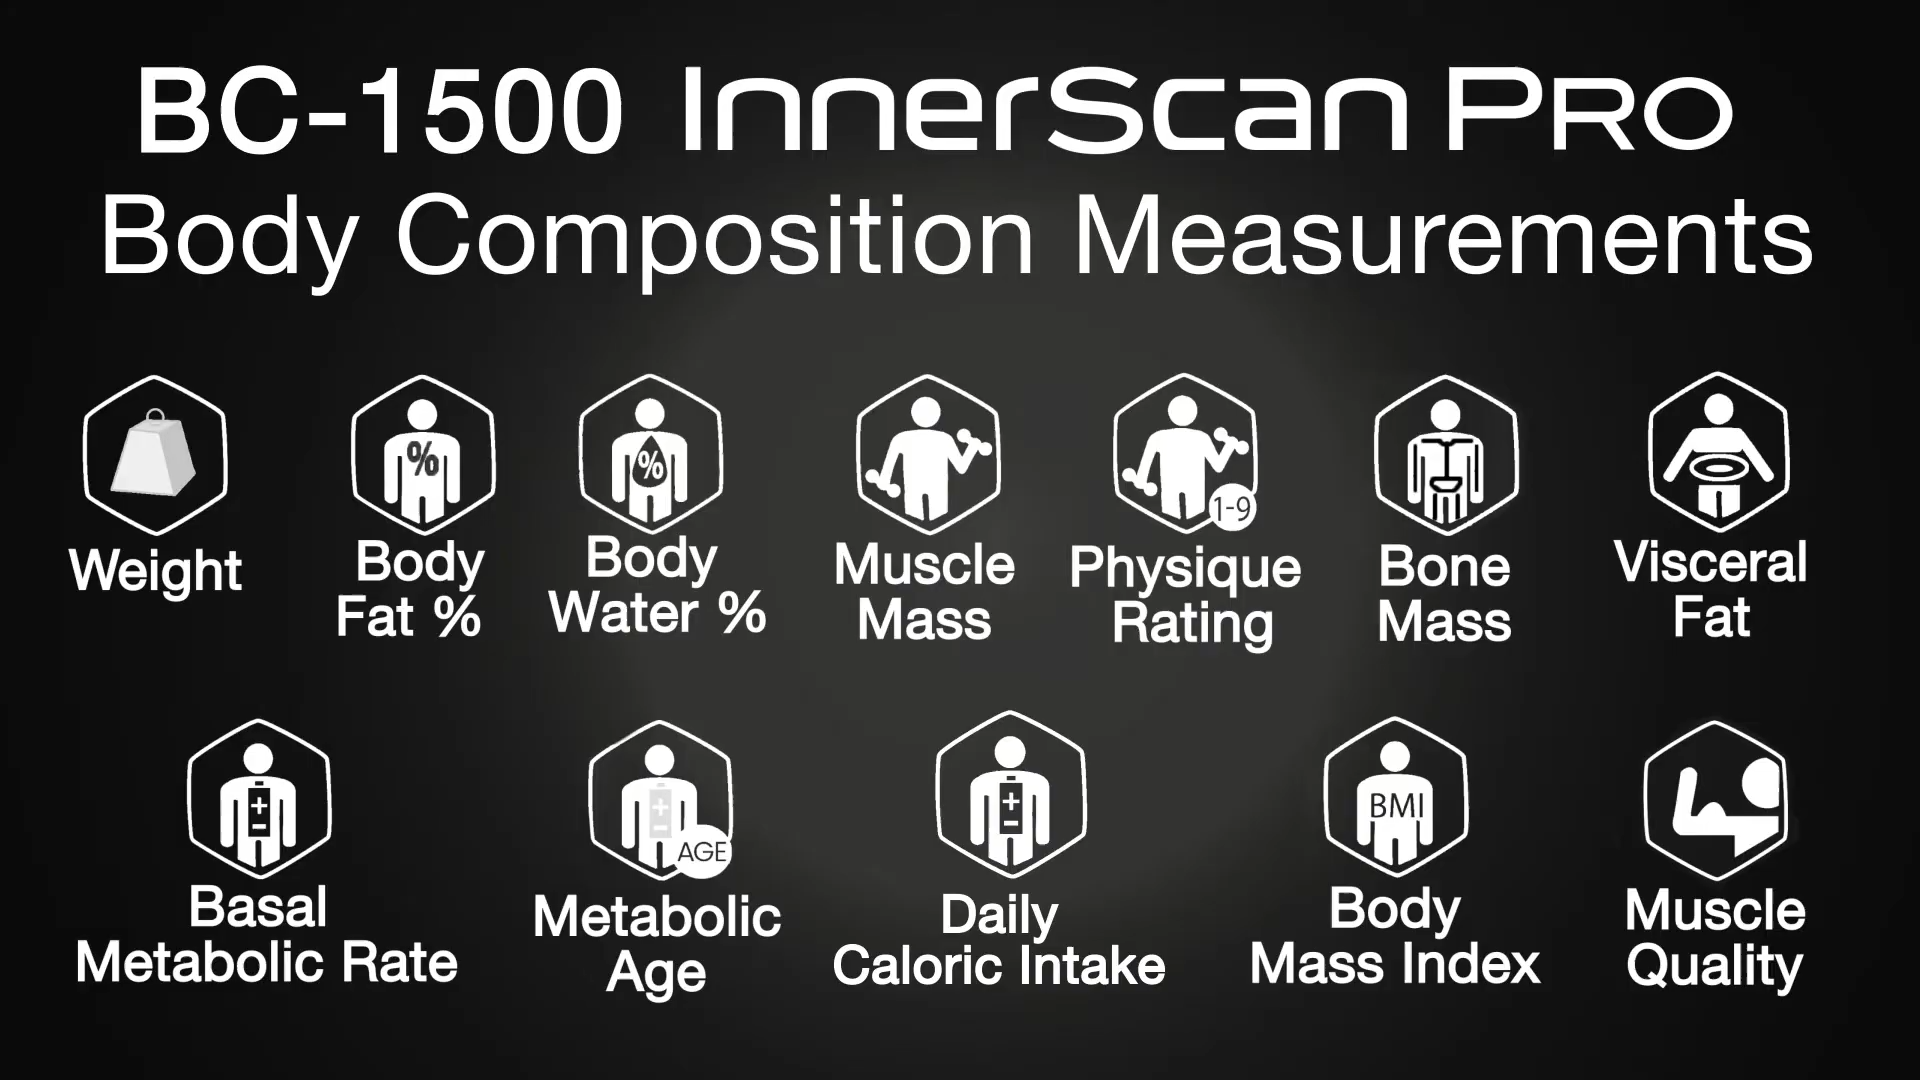 BC-1500 InnerScan PRO
Body Composition Measurements
%
%
1-9
Weight
Body
Fat %
Body
Water %
Muscle
Mass
Physique
Rating
Bone
Mass
Visceral
Fat
+
-
+
-
AGE
+
-
BMI
Basal
Metabolic Rate
Metabolic
Age
Daily
Caloric Intake
Body
Mass Index
Muscle
Quality